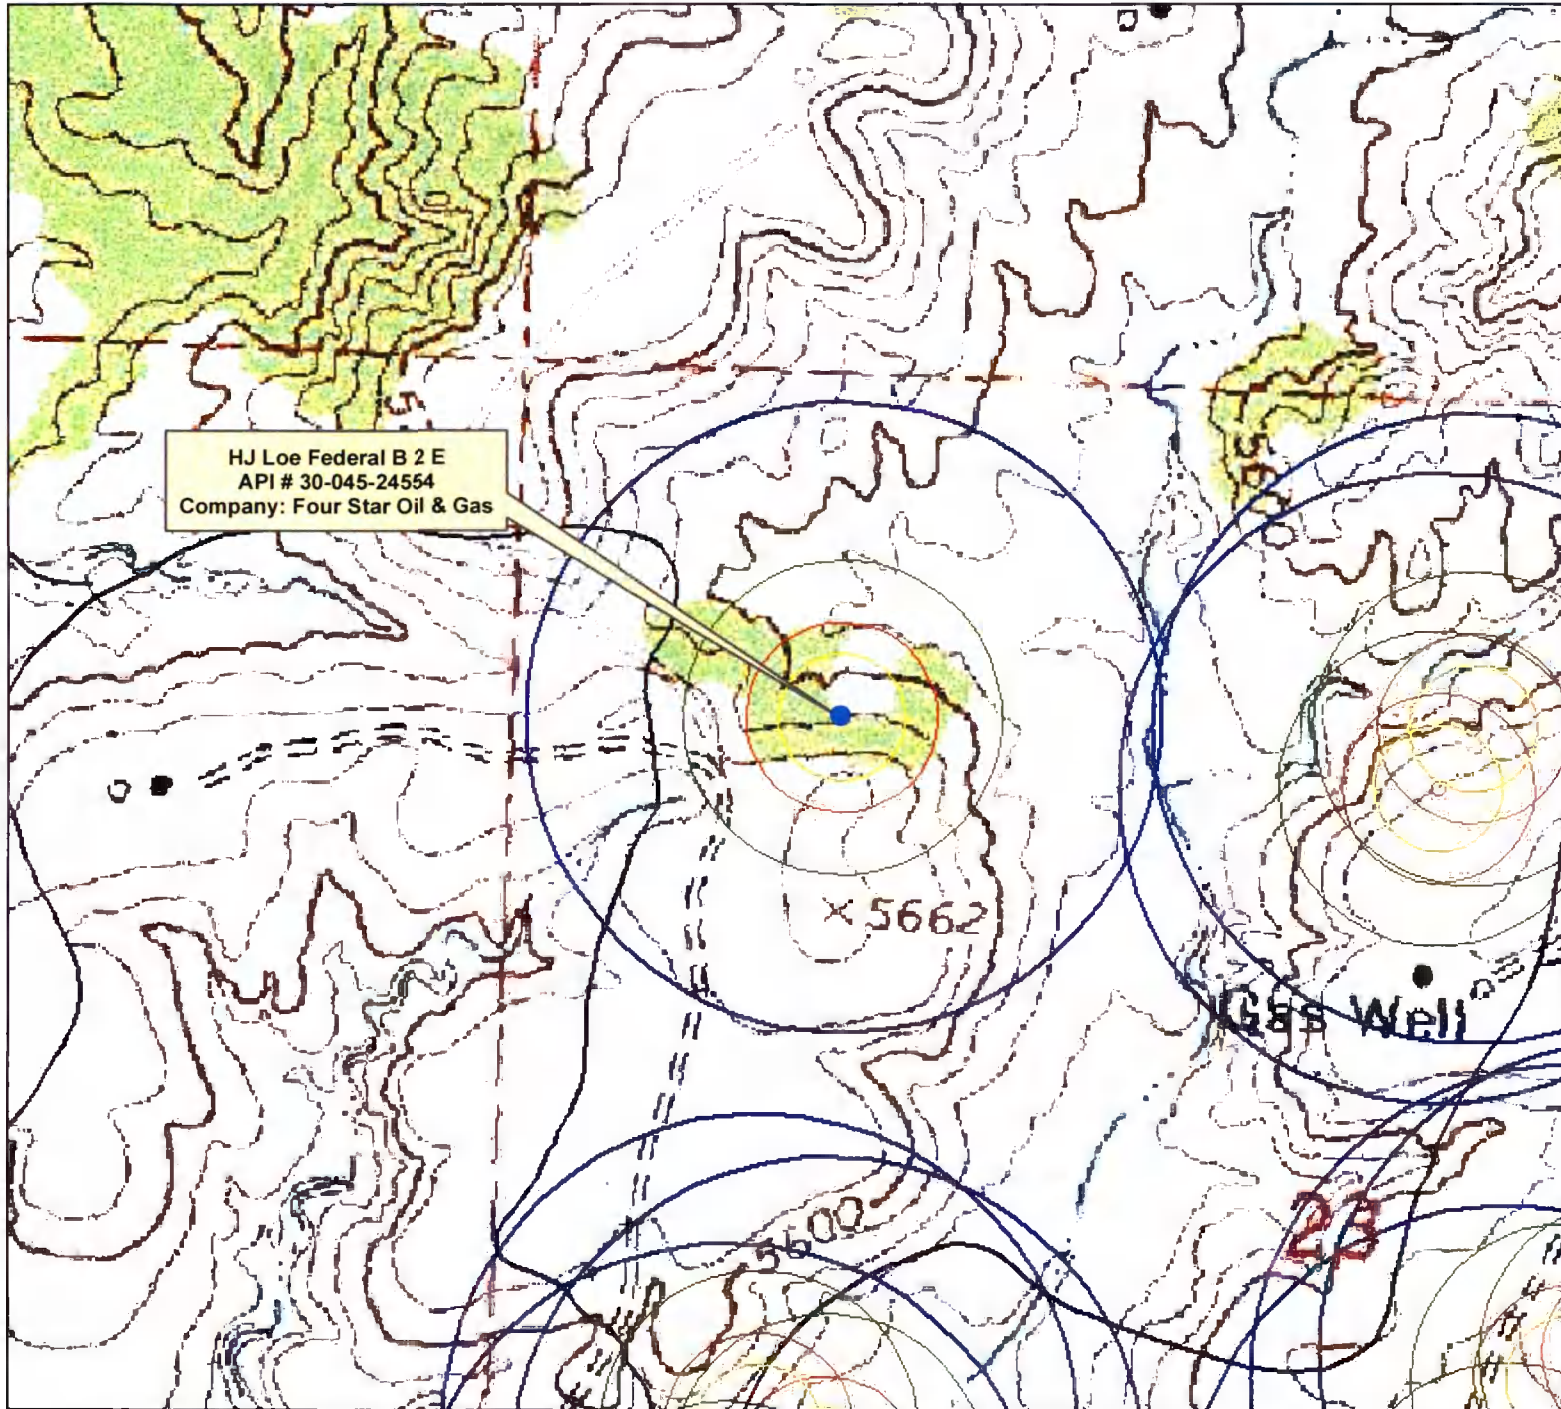 HJ Loe Federal B 2 E
API # 30-045-24554
Company: Four Star Oil & Gas
5662
Gas Well
23
5600